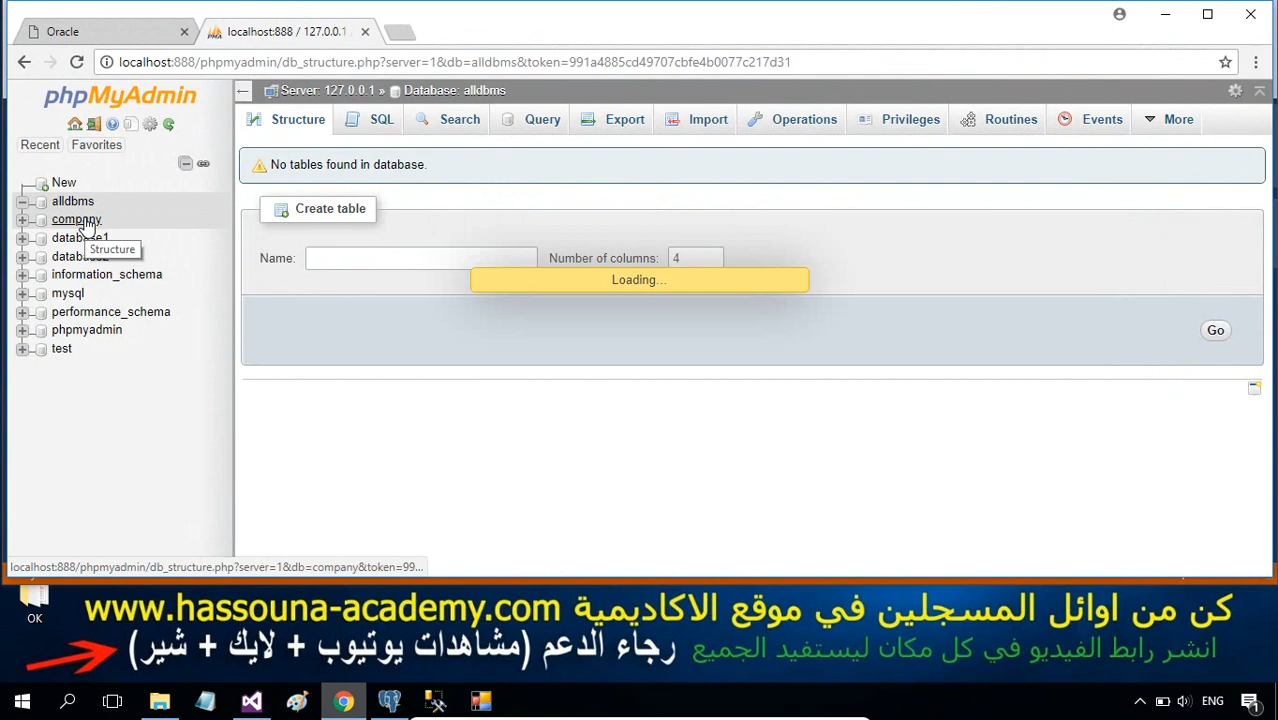 Oracle
localhost:888 / 127.0.0.1
localhost:888/phpmyadmin/db_structure.php?server=1&db=alldbms&token=991a4885cd49707cbfe4b0077c217d31
phpMyAdmin
Server: 127.0.0.1 » Database: alldbms
Structure SQL Search Query Export Import Operations Privileges Routines Events More
Recent Favorites
No tables found in database.
New
alldbms
company
database1
Structure
information_schema
mysql
performance_schema
phpmyadmin
test
Create table
Name: Number of columns: 4
Loading...
Go
localhost:888/phpmyadmin/db_structure.php?server=1&db=company&token=99...
OK
كن من اوائل المسجلين في موقع الاكاديمية www.hassouna-academy.com
انشر رابط الفيديو في كل مكان ليستفيد الجميع رجاء الدعم (مشاهدات يوتيوب + لايك + شير)
ENG
1